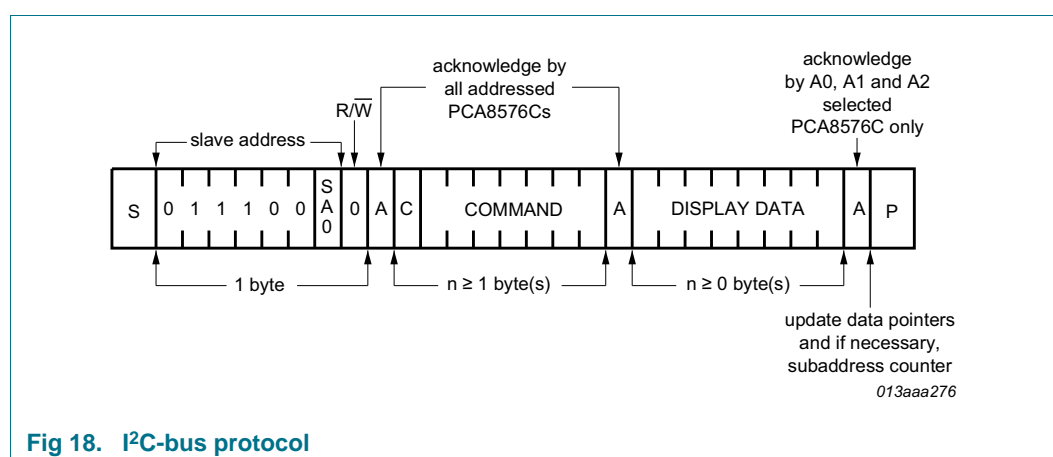 acknowledge by
all addressed
PCA8576Cs
acknowledge
by A0, A1 and A2
selected
PCA8576C only
R/W̅
slave address
S 0 1 1 1 0 0 SA0 0 A C COMMAND A DISPLAY DATA A P
1 byte
n ≥ 1 byte(s)
n ≥ 0 byte(s)
update data pointers
and if necessary,
subaddress counter
013aaa276
Fig 18. I²C-bus protocol